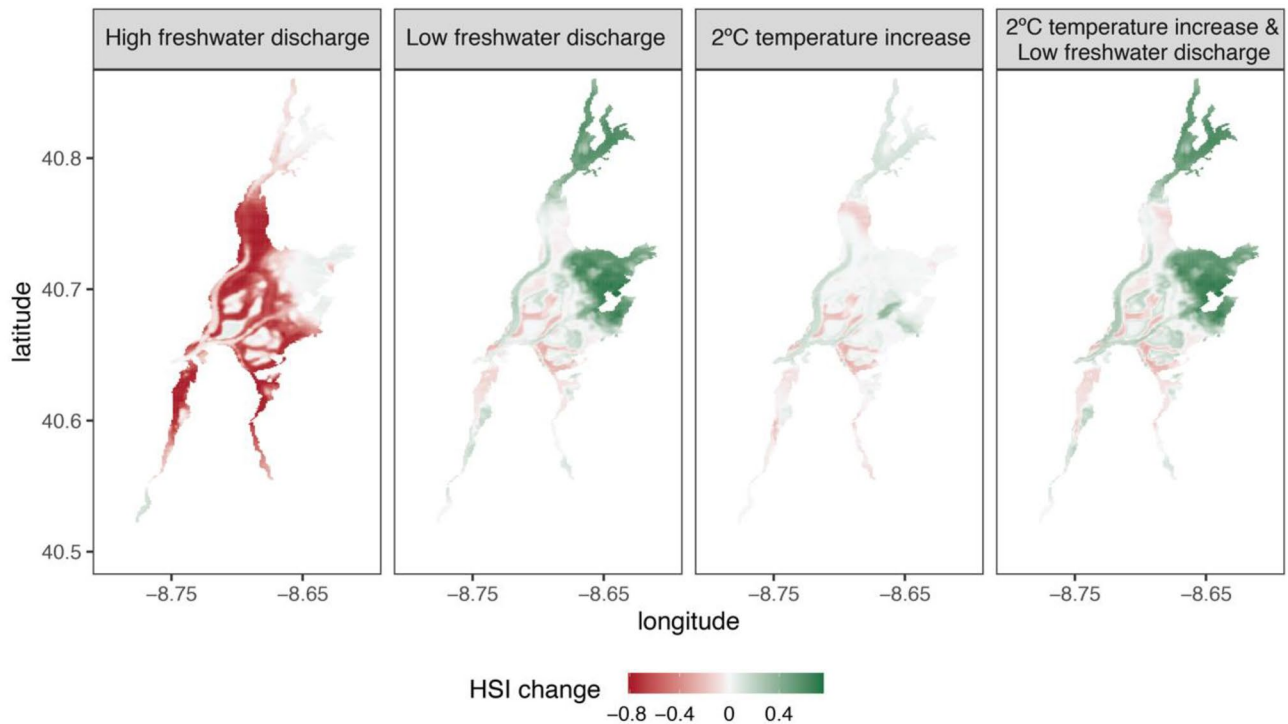 High freshwater discharge
Low freshwater discharge
2ºC temperature increase
2ºC temperature increase &
Low freshwater discharge
40.8
40.7
40.6
40.5
latitude
−8.75 −8.65
−8.75 −8.65
−8.75 −8.65
−8.75 −8.65
longitude
HSI change
−0.8 −0.4 0 0.4